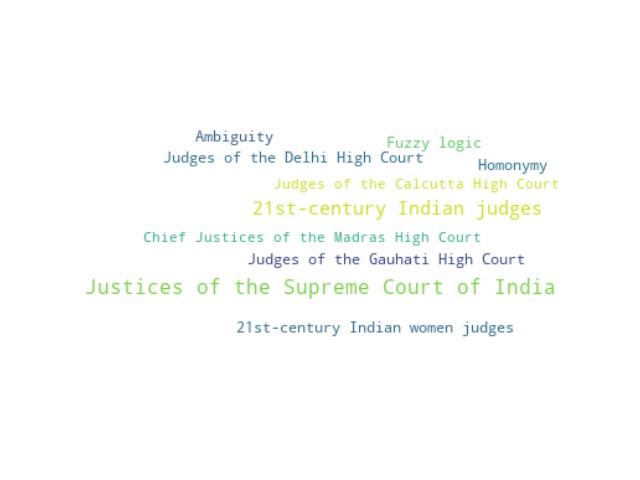 Ambiguity
Fuzzy logic
Judges of the Delhi High Court
Homonymy
Judges of the Calcutta High Court
21st-century Indian judges
Chief Justices of the Madras High Court
Judges of the Gauhati High Court
Justices of the Supreme Court of India
21st-century Indian women judges